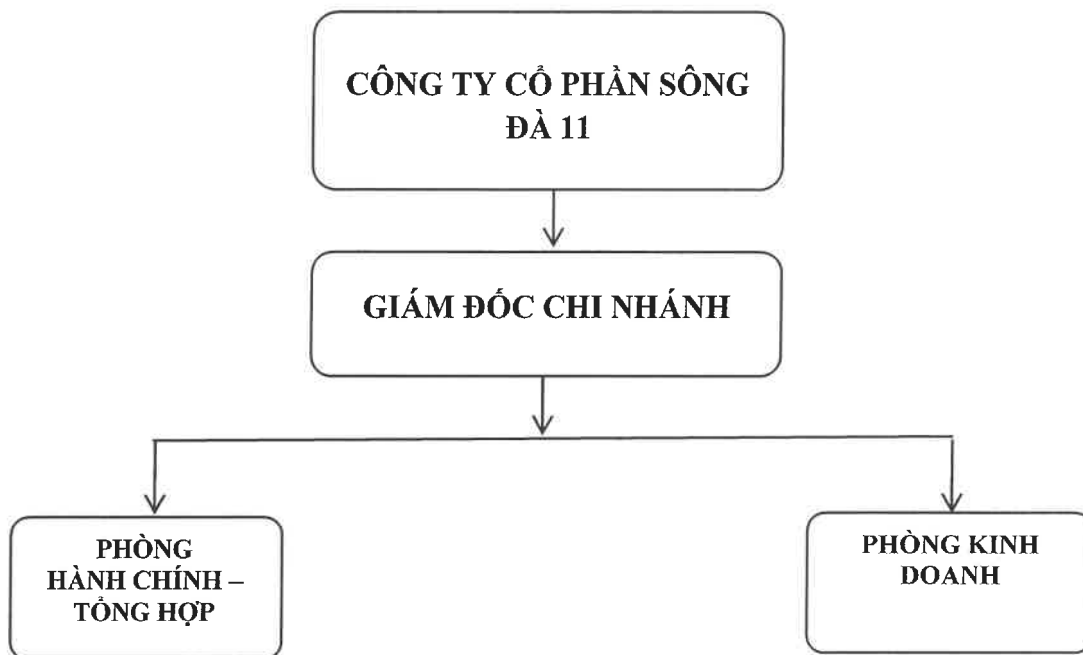 CÔNG TY CỔ PHẦN SÔNG
ĐÀ 11
GIÁM ĐỐC CHI NHÁNH
PHÒNG
HÀNH CHÍNH –
TỔNG HỢP
PHÒNG KINH
DOANH